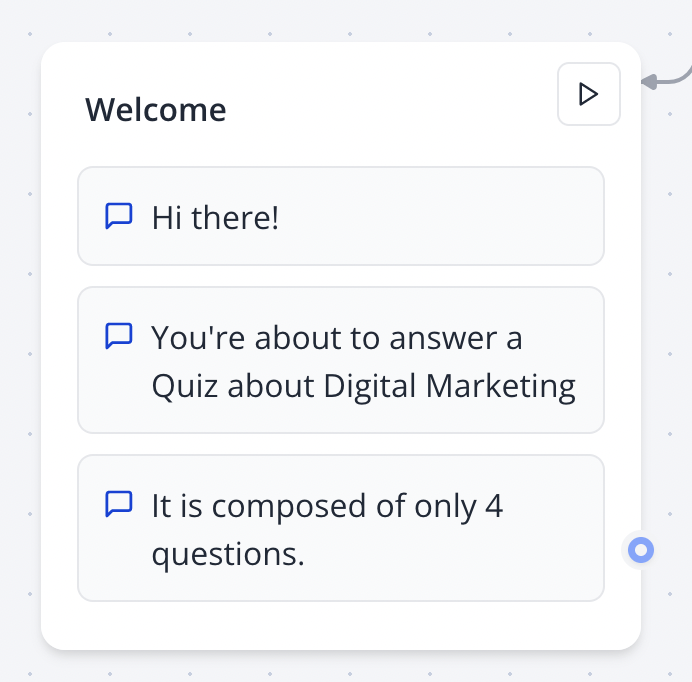 Welcome
Hi there!
You're about to answer a
Quiz about Digital Marketing
It is composed of only 4
questions.